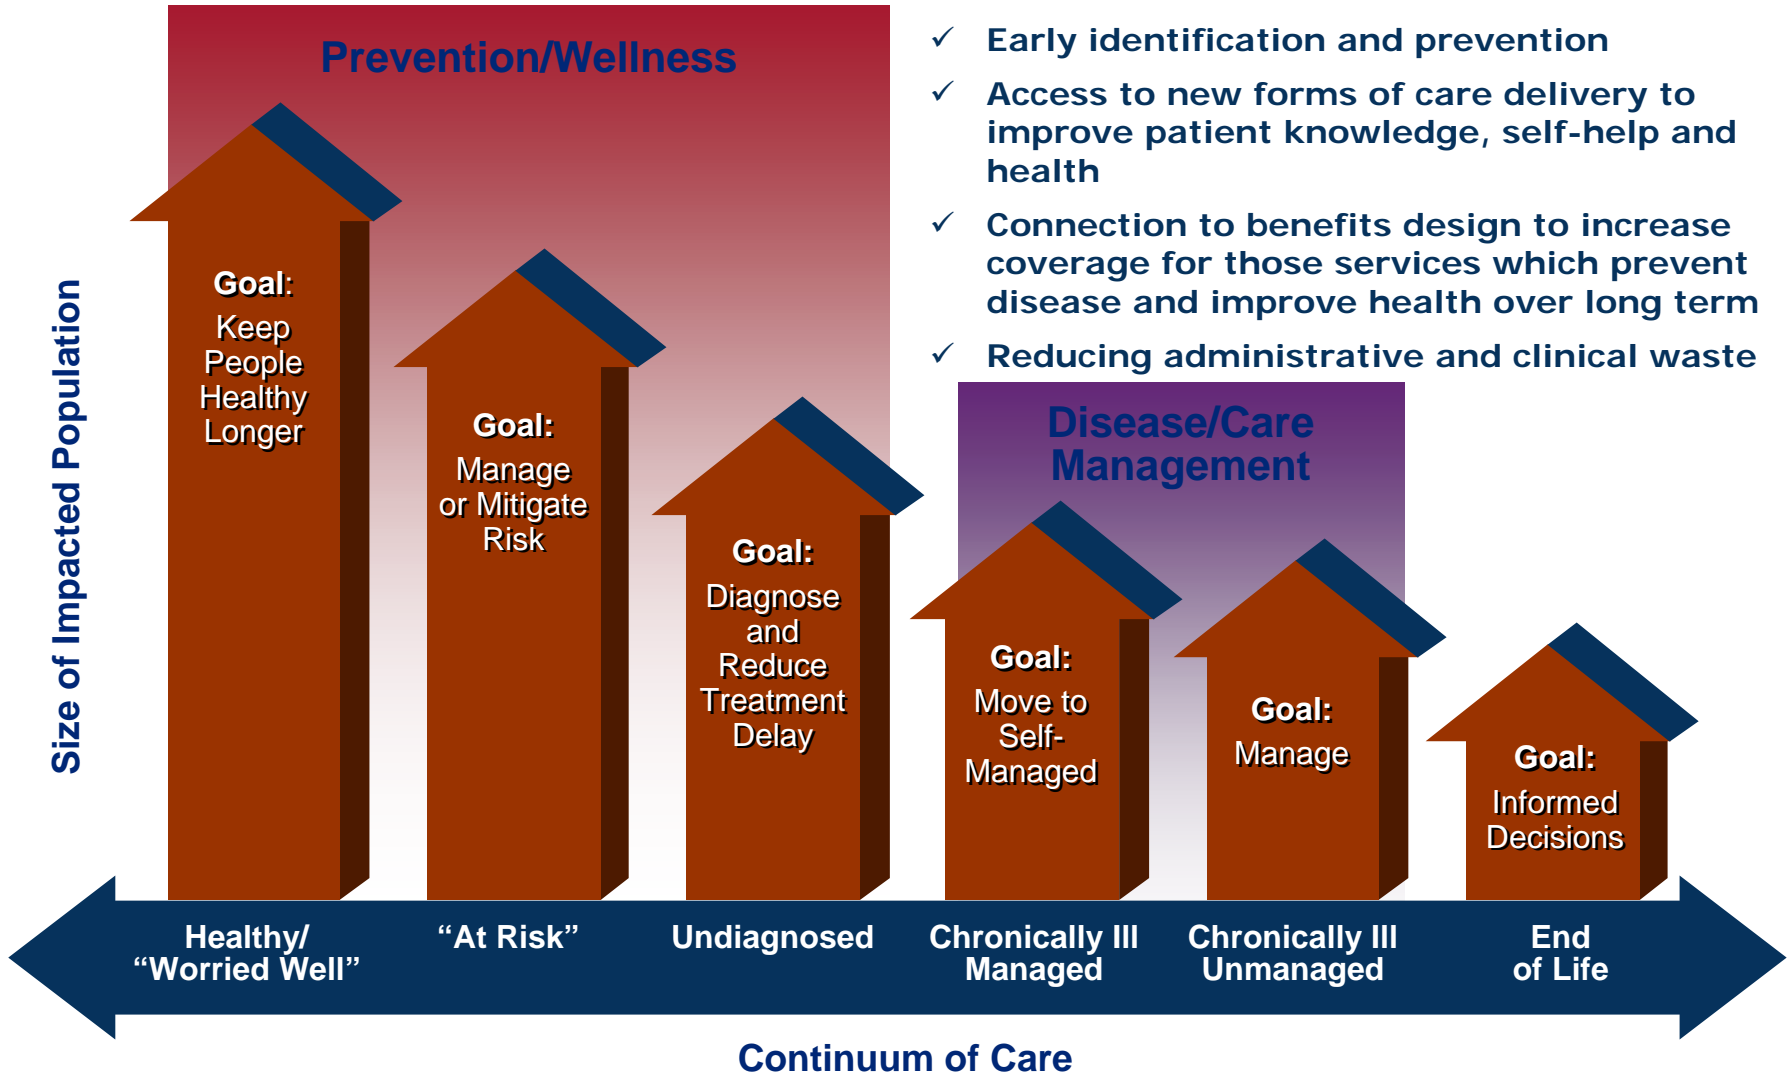 Prevention/Wellness
✓ Early identification and prevention
✓ Access to new forms of care delivery to
improve patient knowledge, self-help and
health
✓ Connection to benefits design to increase
coverage for those services which prevent
disease and improve health over long term
✓ Reducing administrative and clinical waste
Disease/Care
Management
Size of Impacted Population
Goal:
Keep
People
Healthy
Longer
Goal:
Manage
or Mitigate
Risk
Goal:
Diagnose
and
Reduce
Treatment
Delay
Goal:
Move to
Self-
Managed
Goal:
Manage
Goal:
Informed
Decisions
Healthy/
“Worried Well”
“At Risk”
Undiagnosed
Chronically Ill
Managed
Chronically Ill
Unmanaged
End
of Life
Continuum of Care